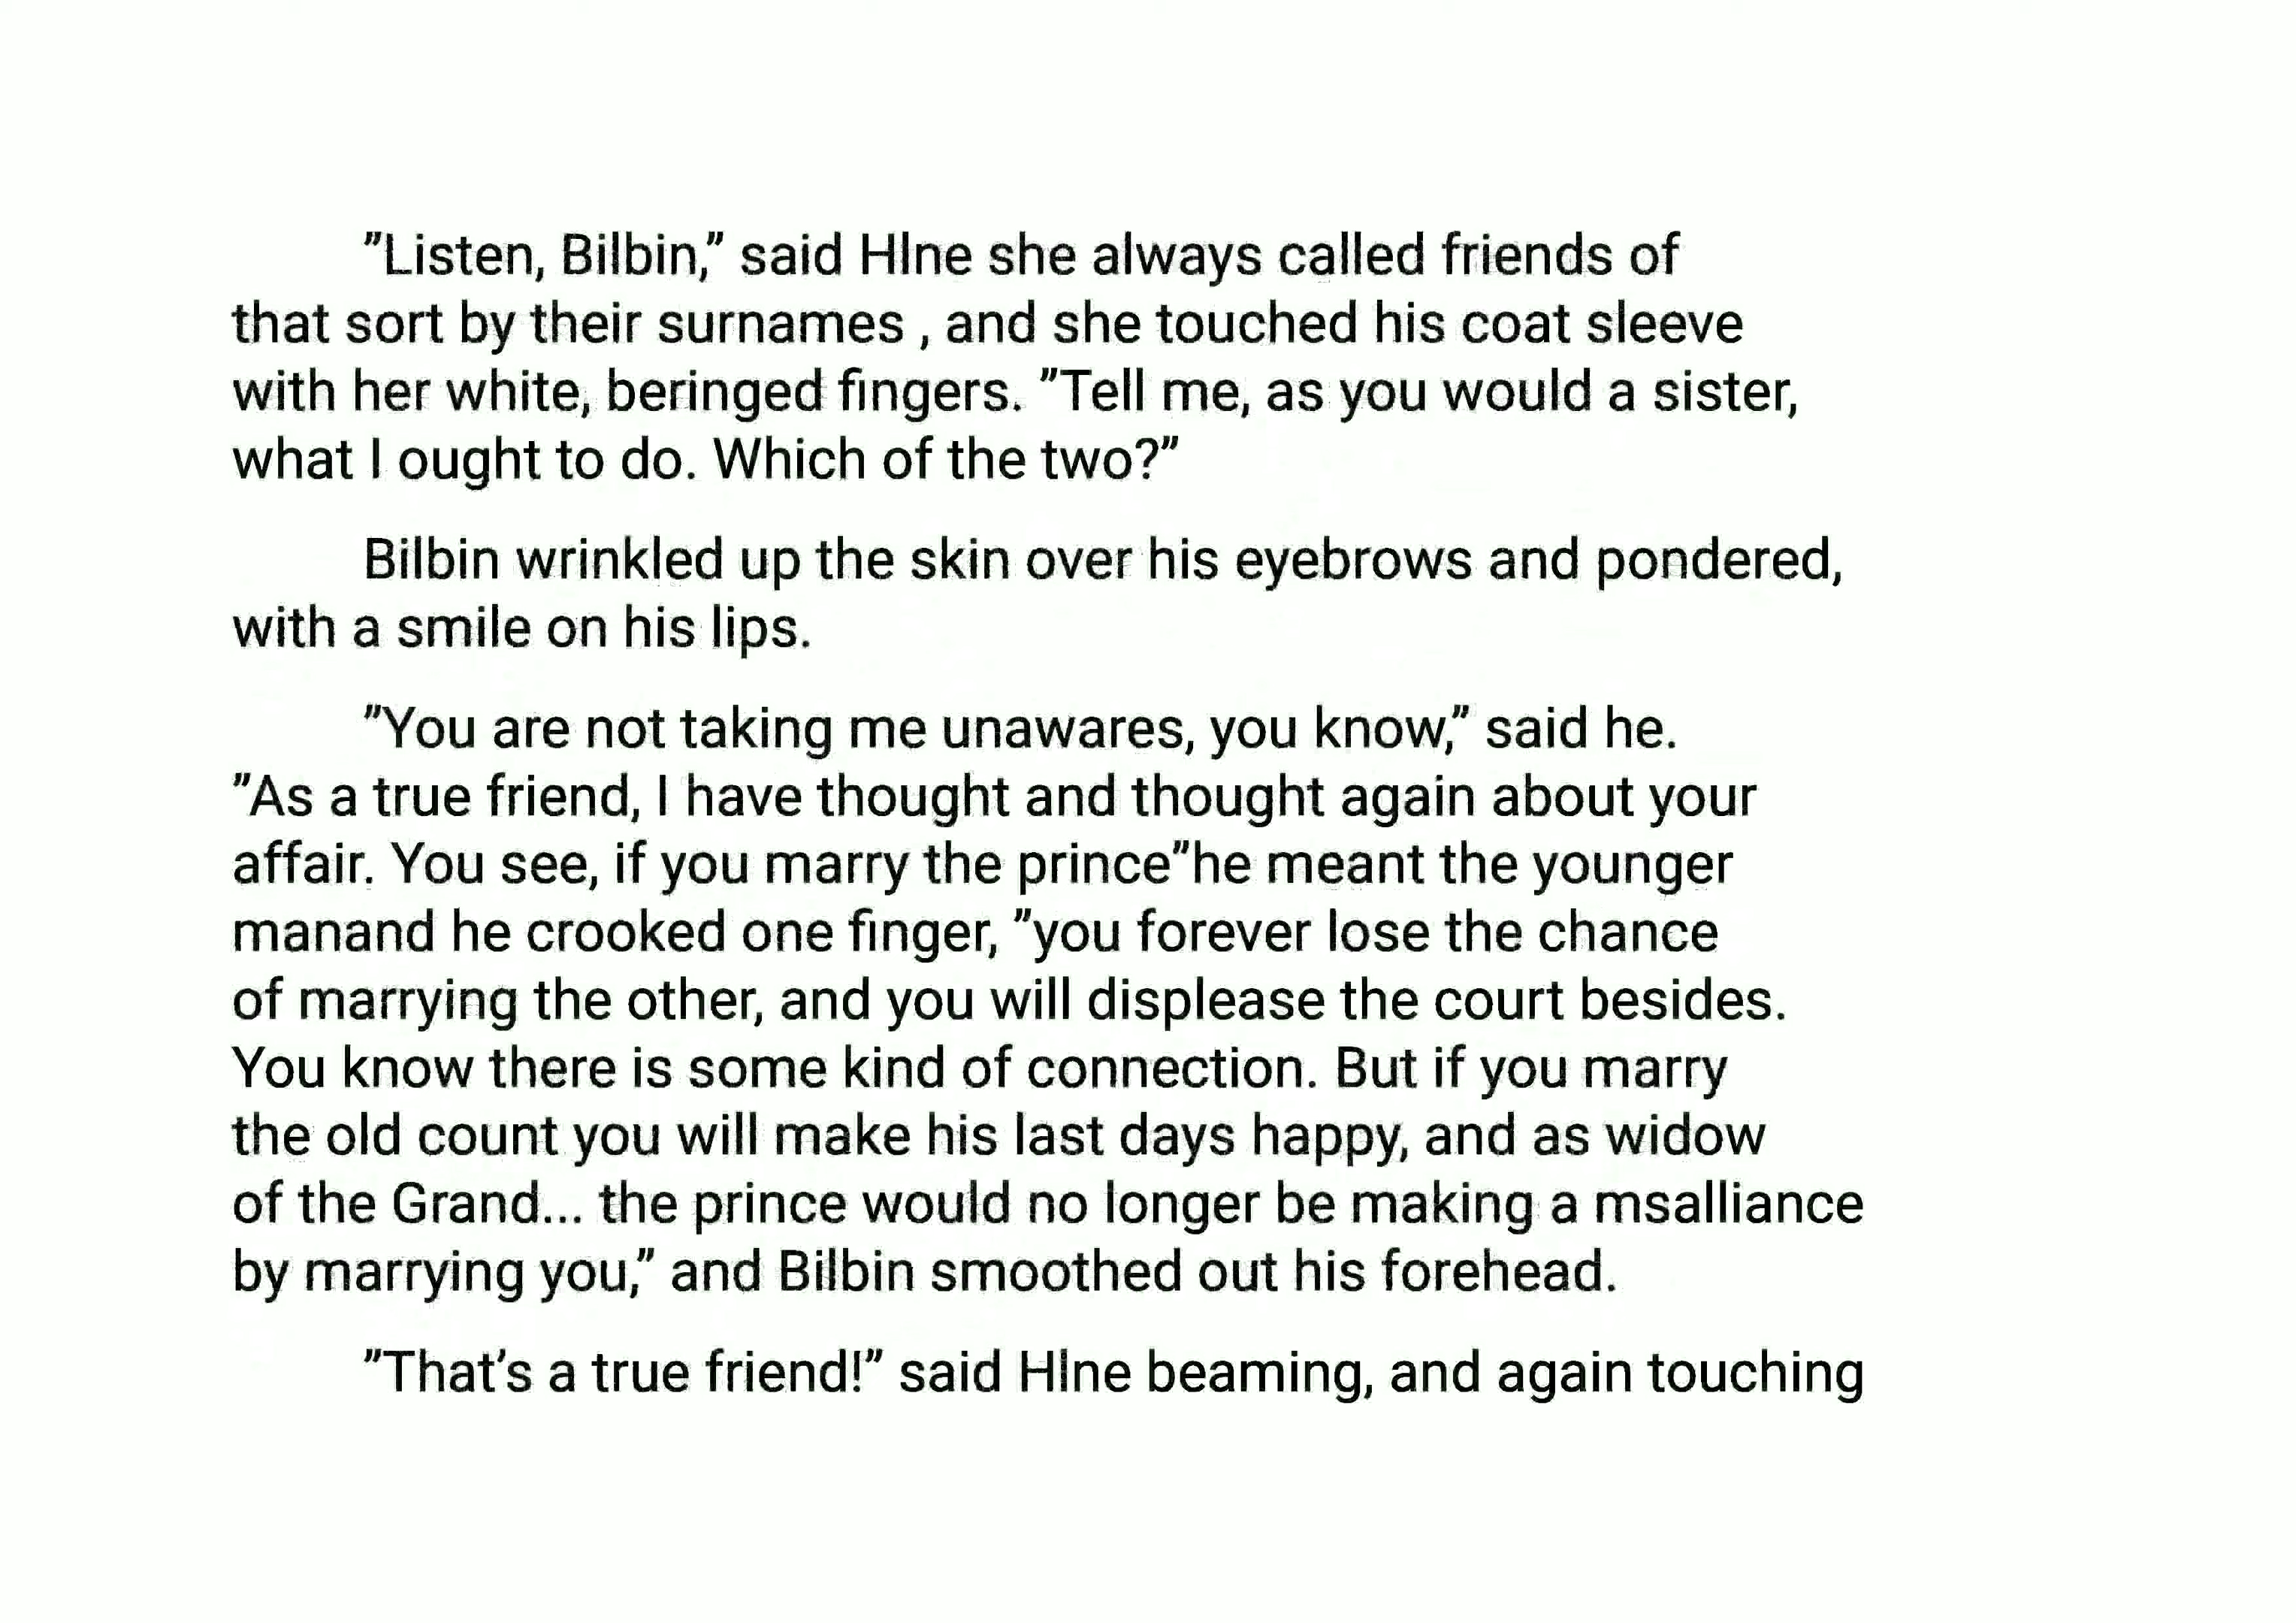 "Listen, Bilbin," said Hlne she always called friends of
that sort by their surnames , and she touched his coat sleeve
with her white, beringed fingers. "Tell me, as you would a sister,
what I ought to do. Which of the two?"
Bilbin wrinkled up the skin over his eyebrows and pondered,
with a smile on his lips.
"You are not taking me unawares, you know," said he.
"As a true friend, I have thought and thought again about your
affair. You see, if you marry the prince"he meant the younger
manand he crooked one finger, "you forever lose the chance
of marrying the other, and you will displease the court besides.
You know there is some kind of connection. But if you marry
the old count you will make his last days happy, and as widow
of the Grand... the prince would no longer be making a msalliance
by marrying you," and Bilbin smoothed out his forehead.
"That's a true friend!" said Hlne beaming, and again touching